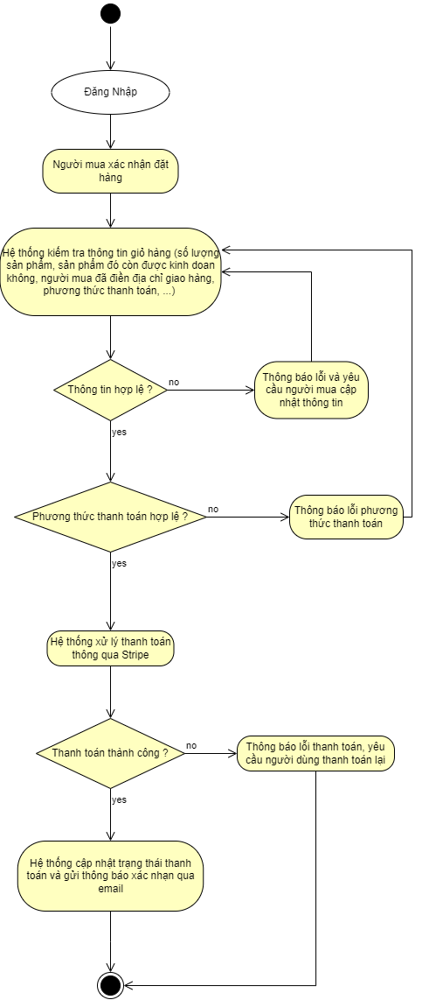 Đăng Nhập
Người mua xác nhận đặt
hàng
Hệ thống kiểm tra thông tin giỏ hàng (số lượng
sản phẩm, sản phẩm đó còn được kinh doan
không, người mua đã điền địa chỉ giao hàng,
phương thức thanh toán, ...)
Thông tin hợp lệ ?
no
Thông báo lỗi và yêu
cầu người mua cập
nhật thông tin
yes
Phương thức thanh toán hợp lệ ?
no
Thông báo lỗi phương
thức thanh toán
yes
Hệ thống xử lý thanh toán
thông qua Stripe
Thanh toán thành công ?
no
Thông báo lỗi thanh toán, yêu
cầu người dùng thanh toán lại
yes
Hệ thống cập nhật trạng thái thanh
toán và gửi thông báo xác nhạn qua
email